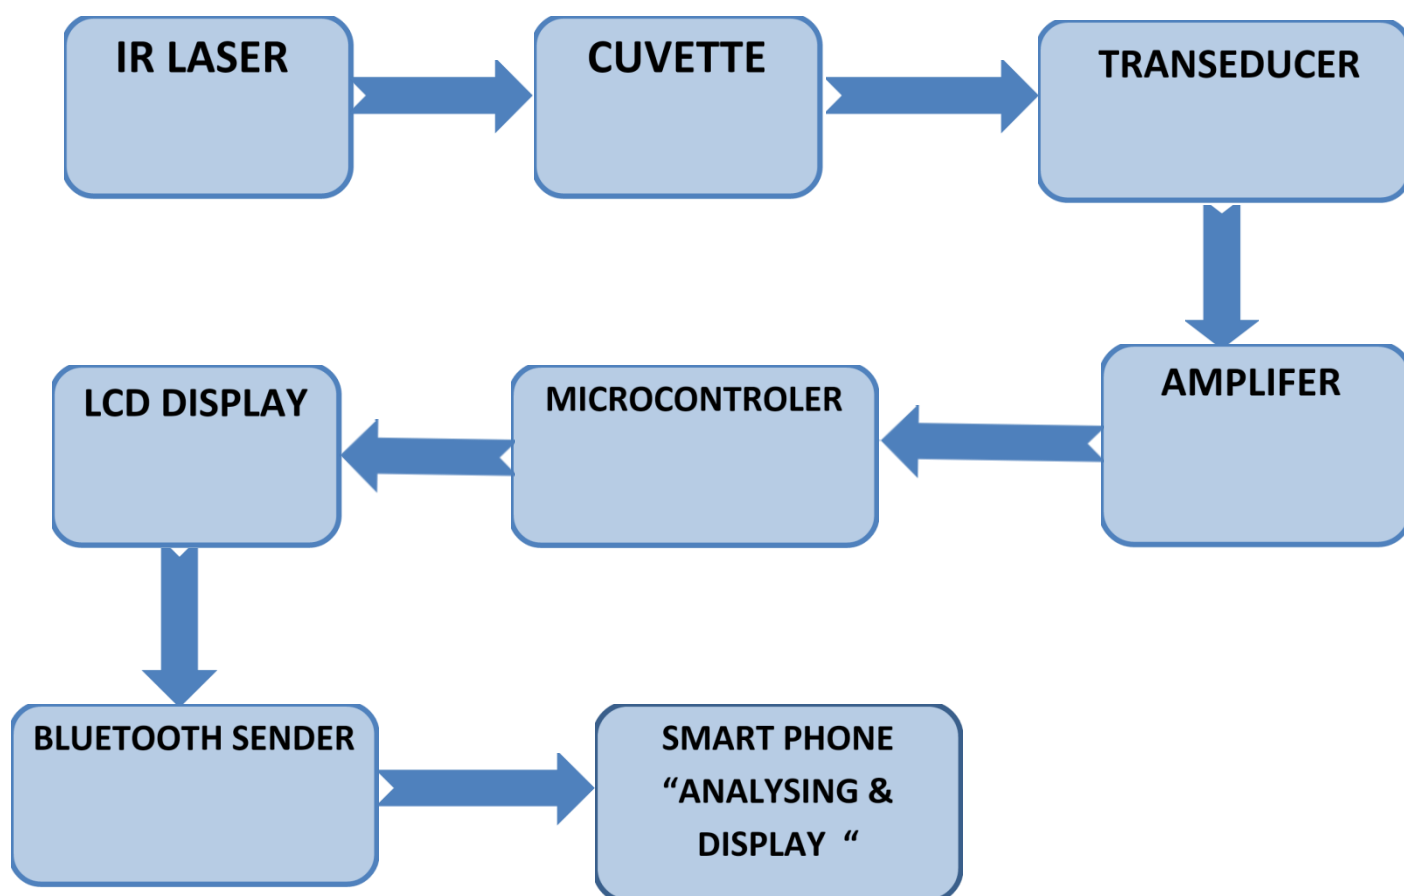 IR LASER
CUVETTE
TRANSEDUCER
AMPLIFER
MICROCONTROLER
LCD DISPLAY
BLUETOOTH SENDER
SMART PHONE
“ANALYSING &
DISPLAY “